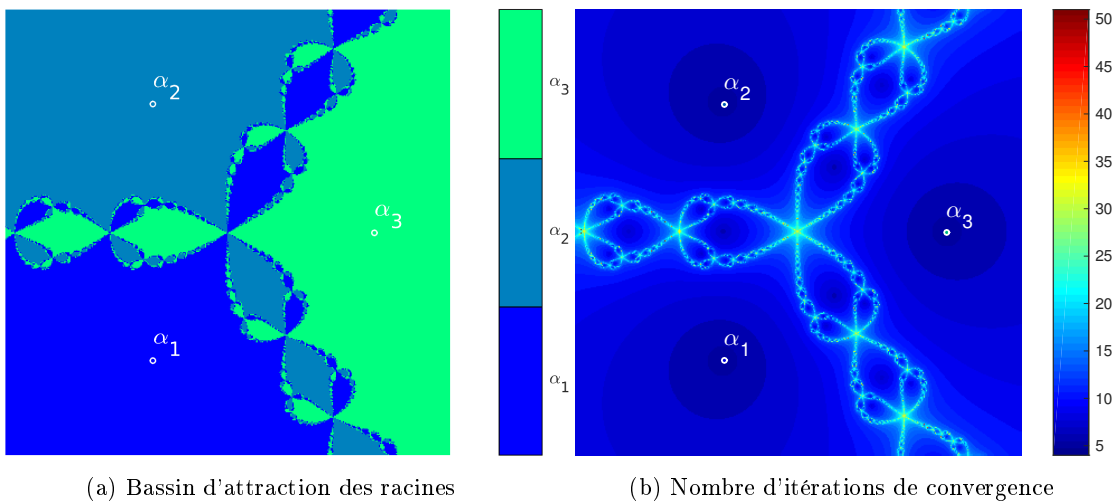 α2
α3
α1
α3
α2
α1
α2
α3
α1
50
45
40
35
30
25
20
15
10
5
(a) Bassin d'attraction des racines
(b) Nombre d'itérations de convergence